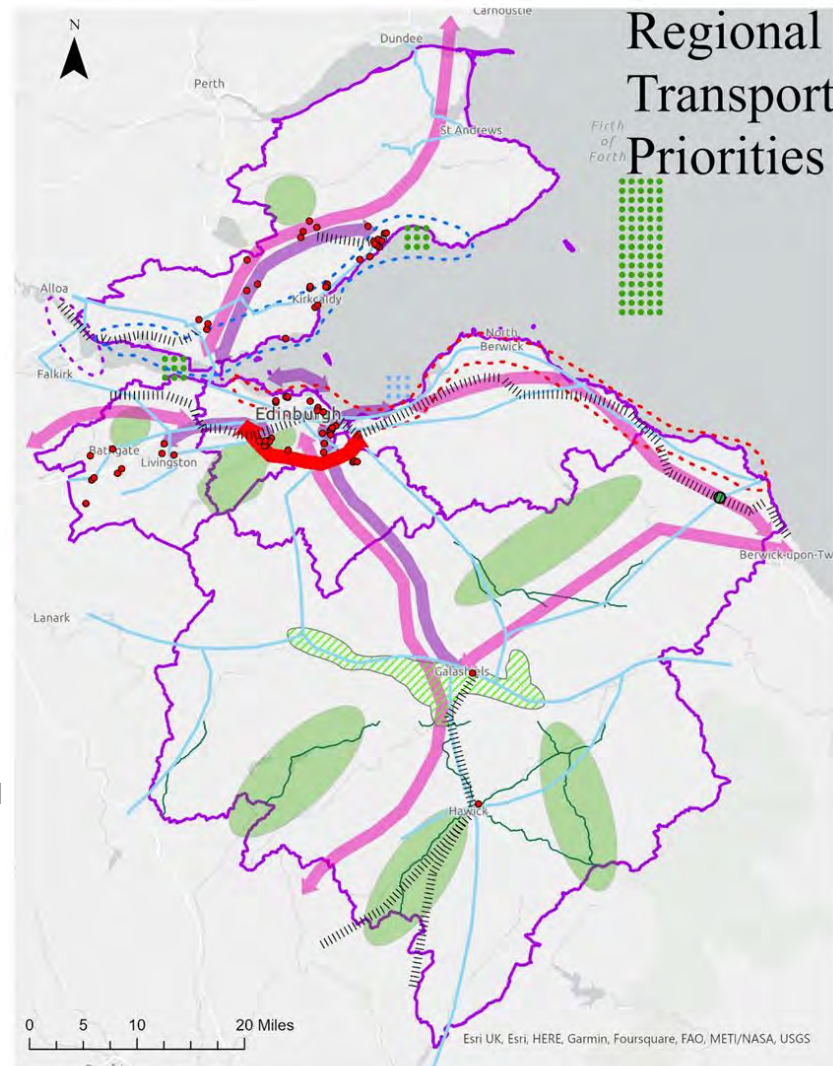 Regional
Transport
Priorities
N
Carnoustie
Dundee
Perth
St Andrews
Firth
of
Forth
Alloa
Kirkcaldy
North
Berwick
Falkirk
Edinburgh
Bathgate
Livingston
Berwick-upon-Tw
Lanark
Galashiels
Hawick
0 5 10 20 Miles
Esri UK, Esri, HERE, Garmin, Foursquare, FAO, METI/NASA, USGS